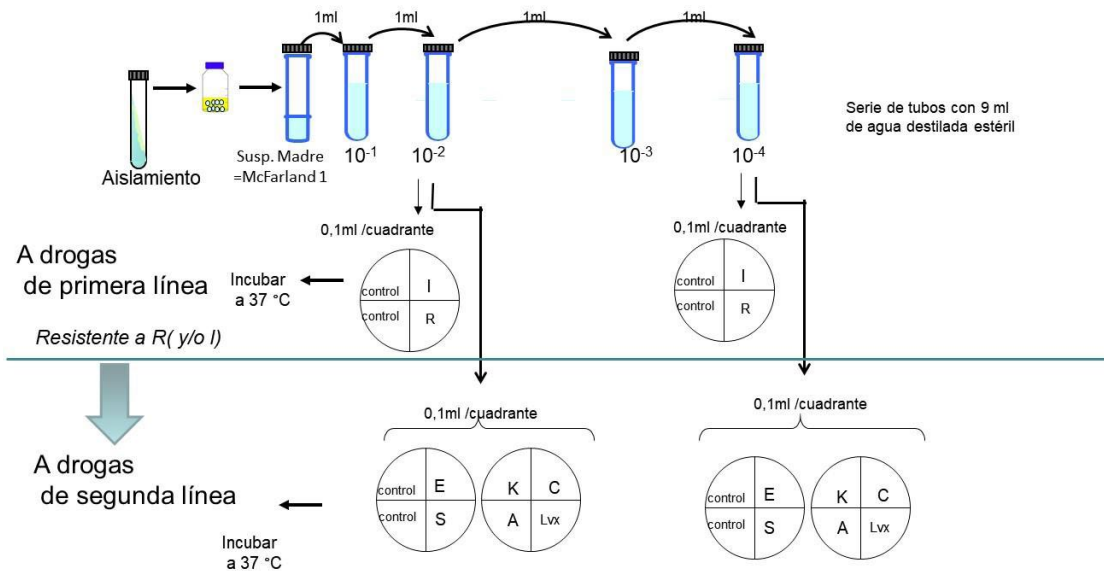 1ml
1ml
1ml
1ml
Serie de tubos con 9 ml
de agua destilada estéril
Aislamiento
Susp. Madre
=McFarland 1
10-1
10-2
10-3
10-4
0,1ml /cuadrante
0,1ml /cuadrante
A drogas
de primera línea
Incubar
a 37 °C
control
I
control
R
control
I
control
R
Resistente a R( y/o I)
0,1ml /cuadrante
0,1ml /cuadrante
A drogas
de segunda línea
control
E
control
S
K
C
A
Lvx
control
E
control
S
K
C
A
Lvx
Incubar
a 37 °C